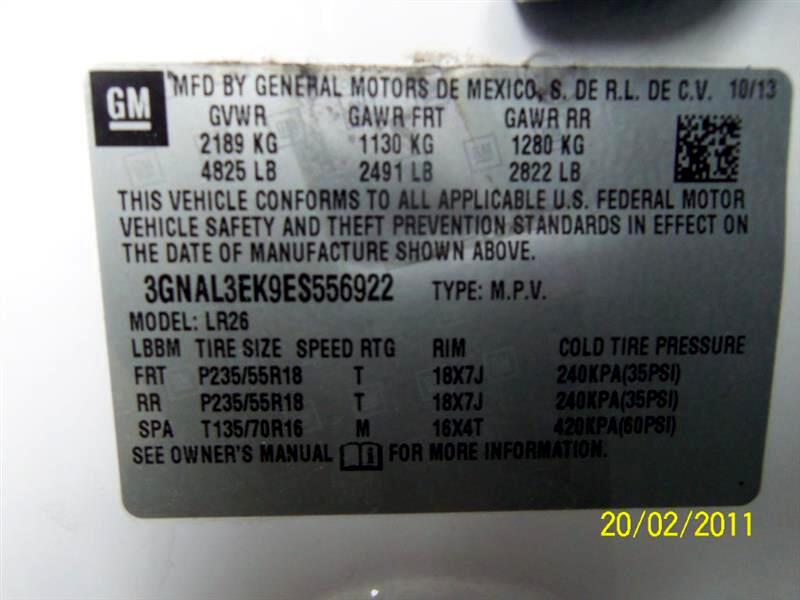 GM MFD BY GENERAL MOTORS DE MEXICO, S. DE R.L. DE C.V. 10/13
GVWR GAWR FRT GAWR RR
2189 KG 1130 KG 1280 KG
4825 LB 2491 LB 2822 LB
THIS VEHICLE CONFORMS TO ALL APPLICABLE U.S. FEDERAL MOTOR
VEHICLE SAFETY AND THEFT PREVENTION STANDARDS IN EFFECT ON
THE DATE OF MANUFACTURE SHOWN ABOVE.
3GNAL3EK9ES556922 TYPE: M.P.V.
MODEL: LR26
LBBM TIRE SIZE SPEED RTG RIM COLD TIRE PRESSURE
FRT P235/55R18 T 18X7J 240KPA(35PSI)
RR P235/55R18 T 18X7J 240KPA(35PSI)
SPA T135/70R16 M 16X4T 420KPA(60PSI)
SEE OWNER'S MANUAL FOR MORE INFORMATION.
20/02/2011